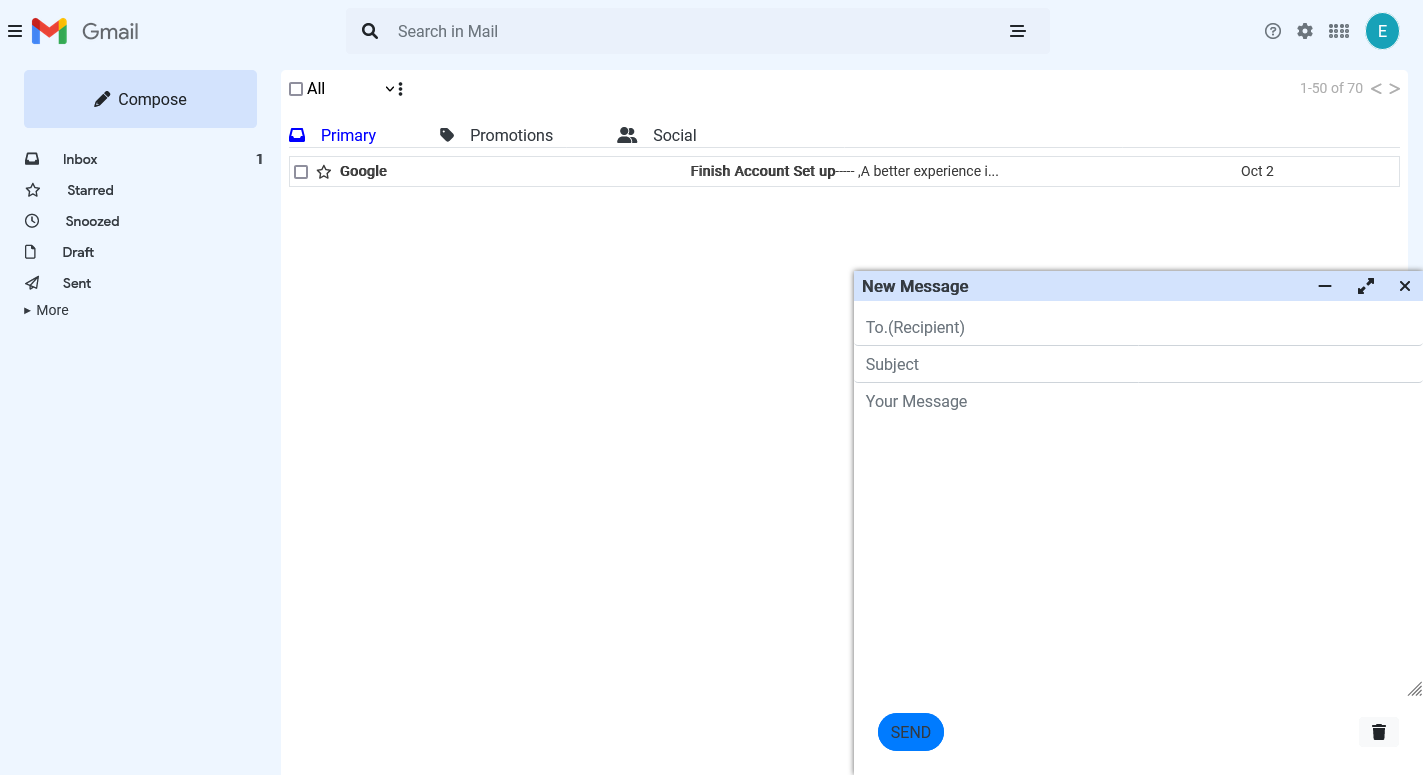 Gmail
Search in Mail
E
Compose
All
1-50 of 70 < >
Primary Promotions Social
Inbox 1
Google Finish Account Set up----- ,A better experience i... Oct 2
Starred
Snoozed
Draft
Sent
More
New Message
To.(Recipient)
Subject
Your Message
SEND